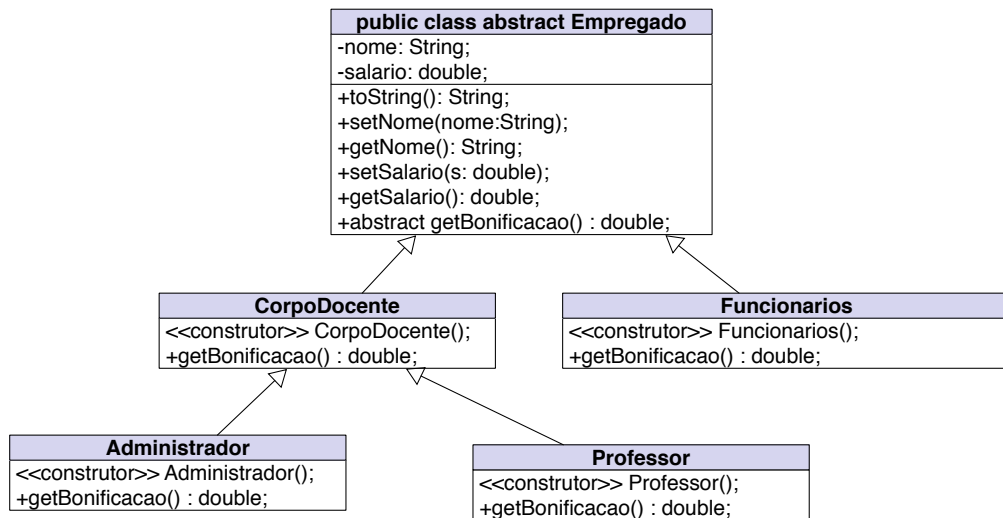 public class abstract Empregado
-nome: String;
-salario: double;
+toString(): String;
+setNome(nome:String);
+getNome(): String;
+setSalario(s: double);
+getSalario(): double;
+abstract getBonificacao() : double;
CorpoDocente
<<construtor>> CorpoDocente();
+getBonificacao() : double;
Funcionarios
<<construtor>> Funcionarios();
+getBonificacao() : double;
Administrador
<<construtor>> Administrador();
+getBonificacao() : double;
Professor
<<construtor>> Professor();
+getBonificacao() : double;